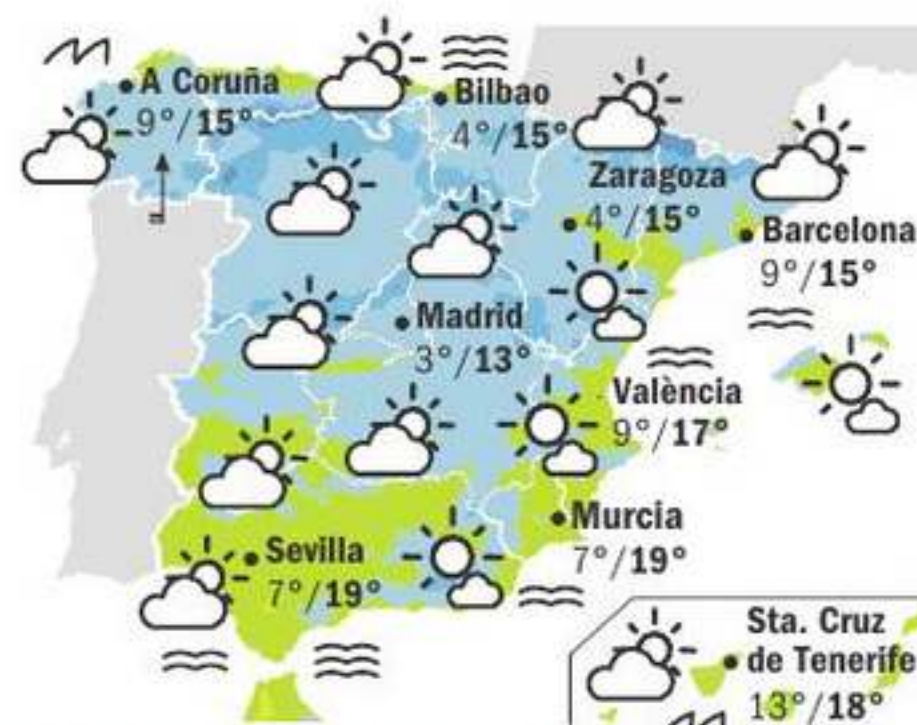 A Coruña
9°/15°
Bilbao
4°/15°
Zaragoza
4°/15°
Barcelona
9°/15°
Madrid
3°/13°
València
9°/17°
Murcia
7°/19°
Sevilla
7°/19°
Sta. Cruz
de Tenerife
13°/18°